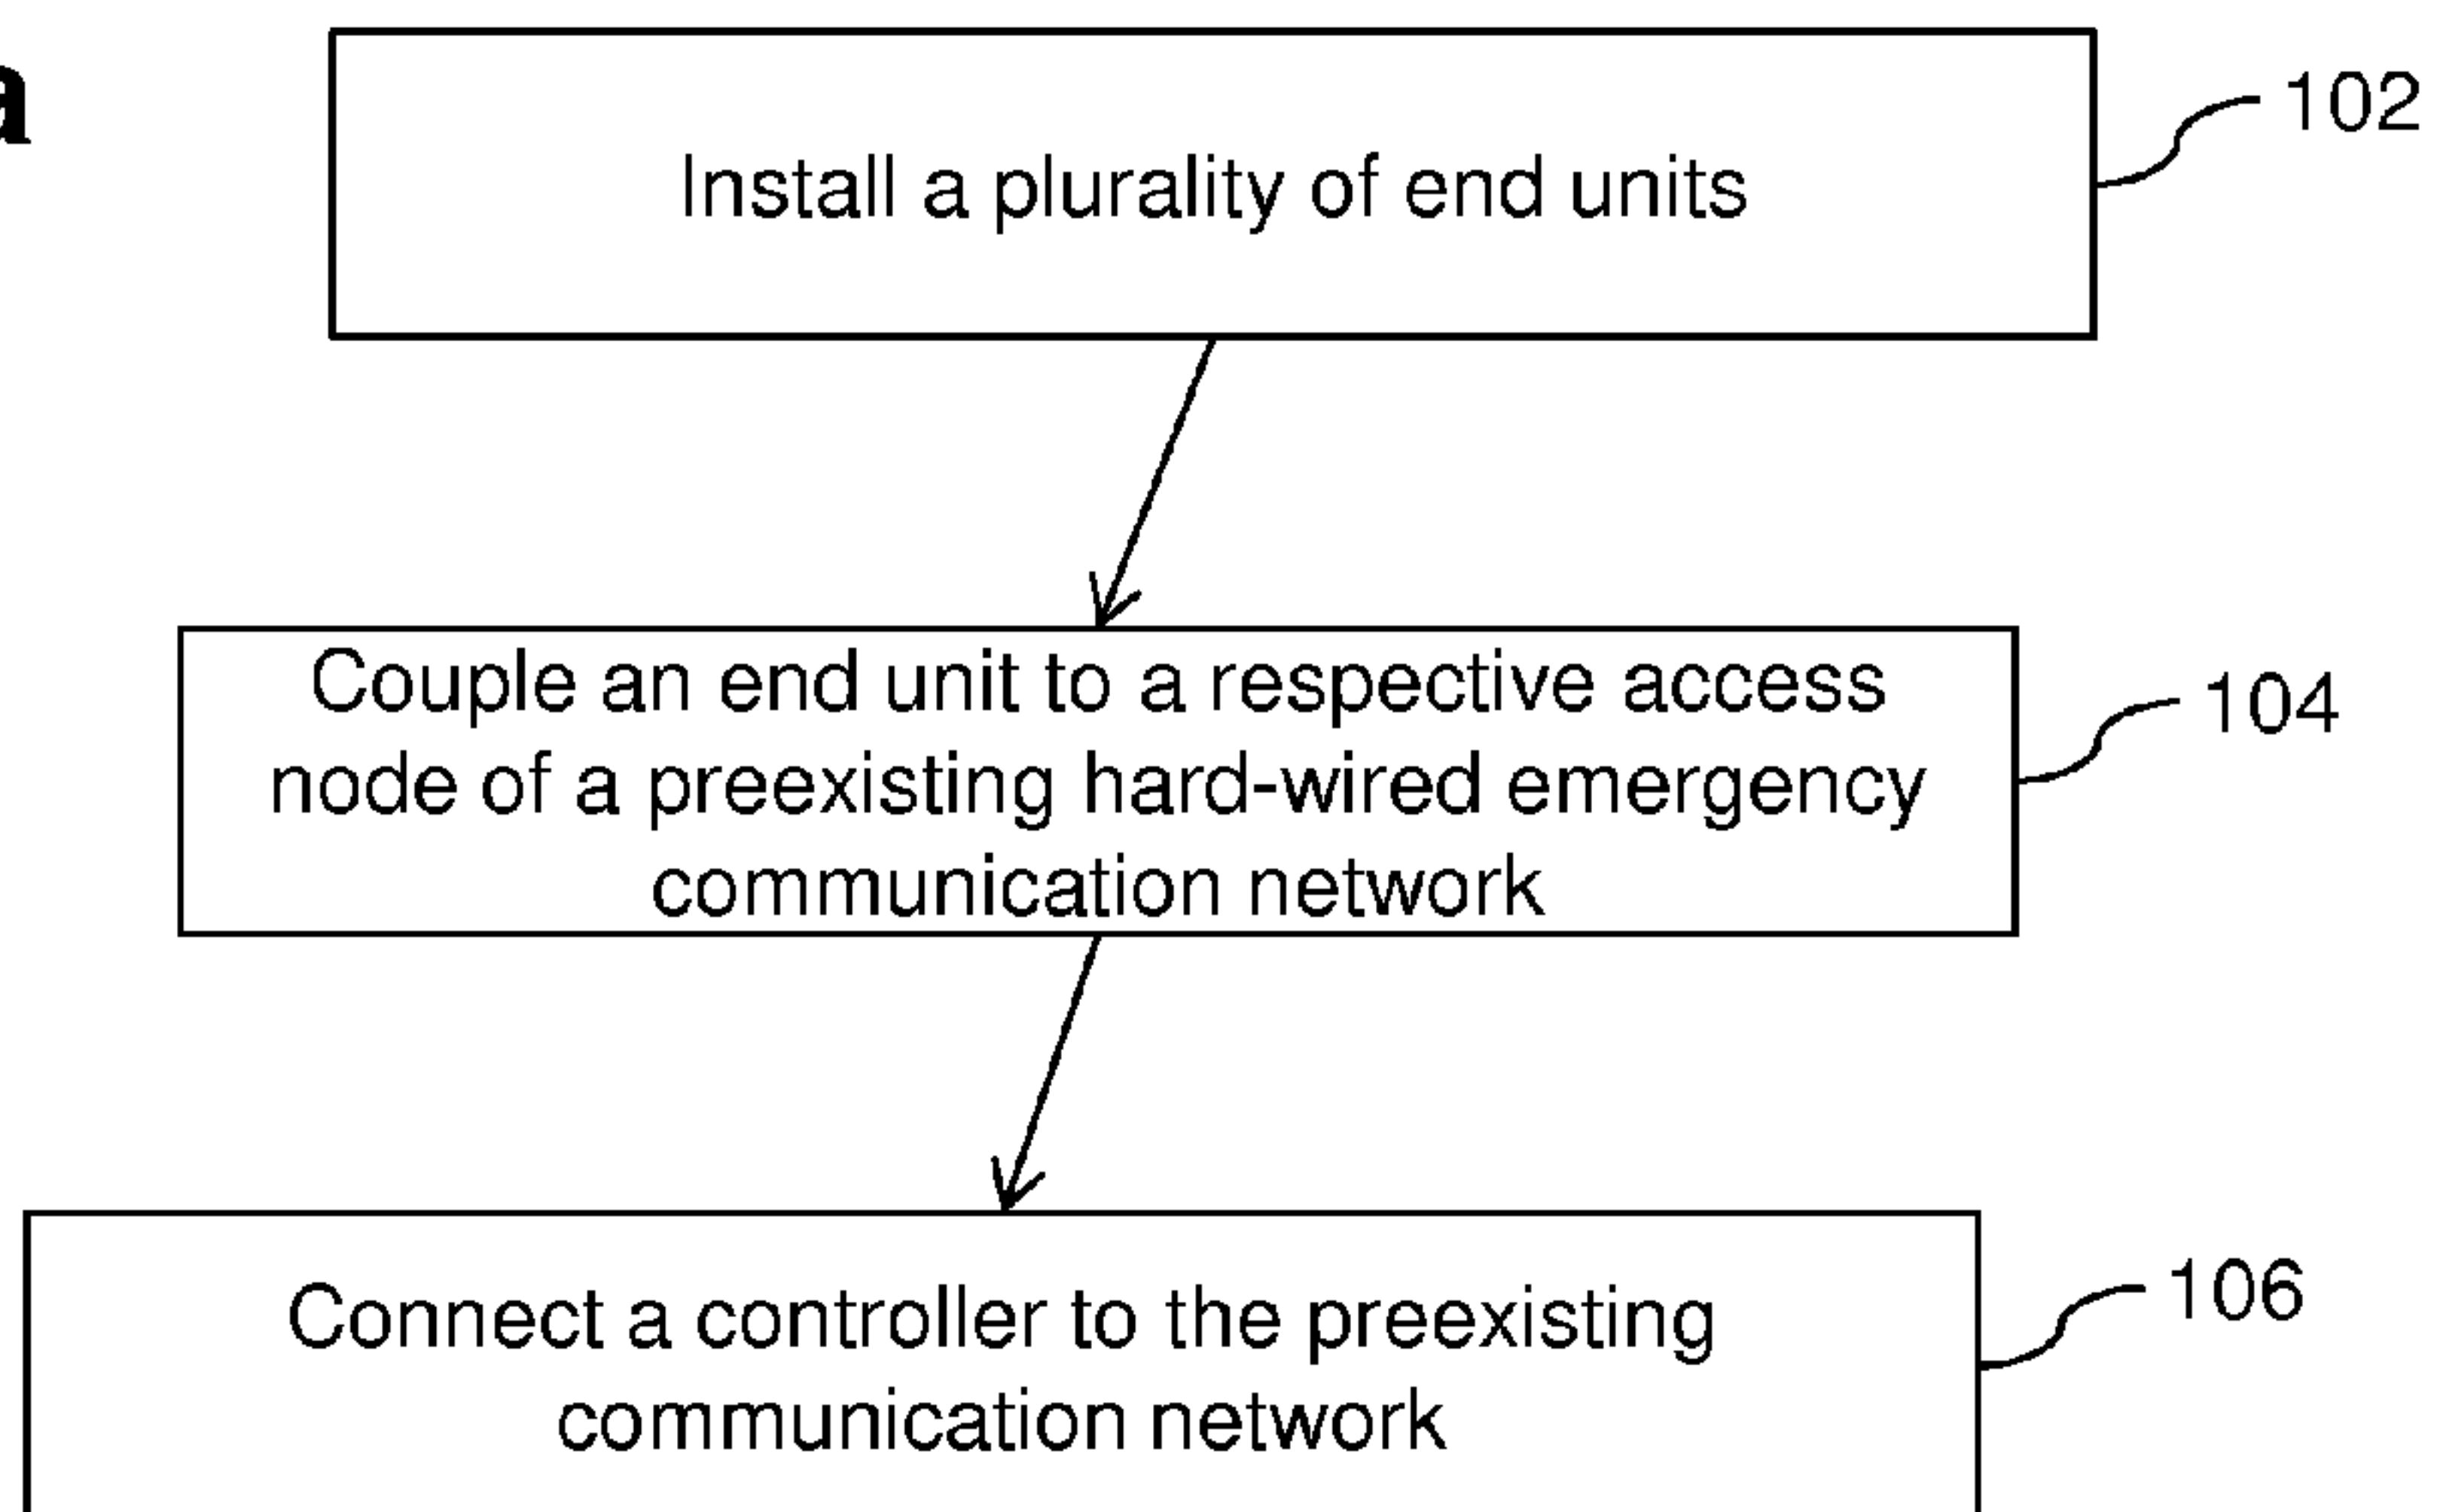 a
102
Install a plurality of end units
Couple an end unit to a respective access
104
node of a preexisting hard-wired emergency
communication network
106
Connect a controller to the preexisting
communication network